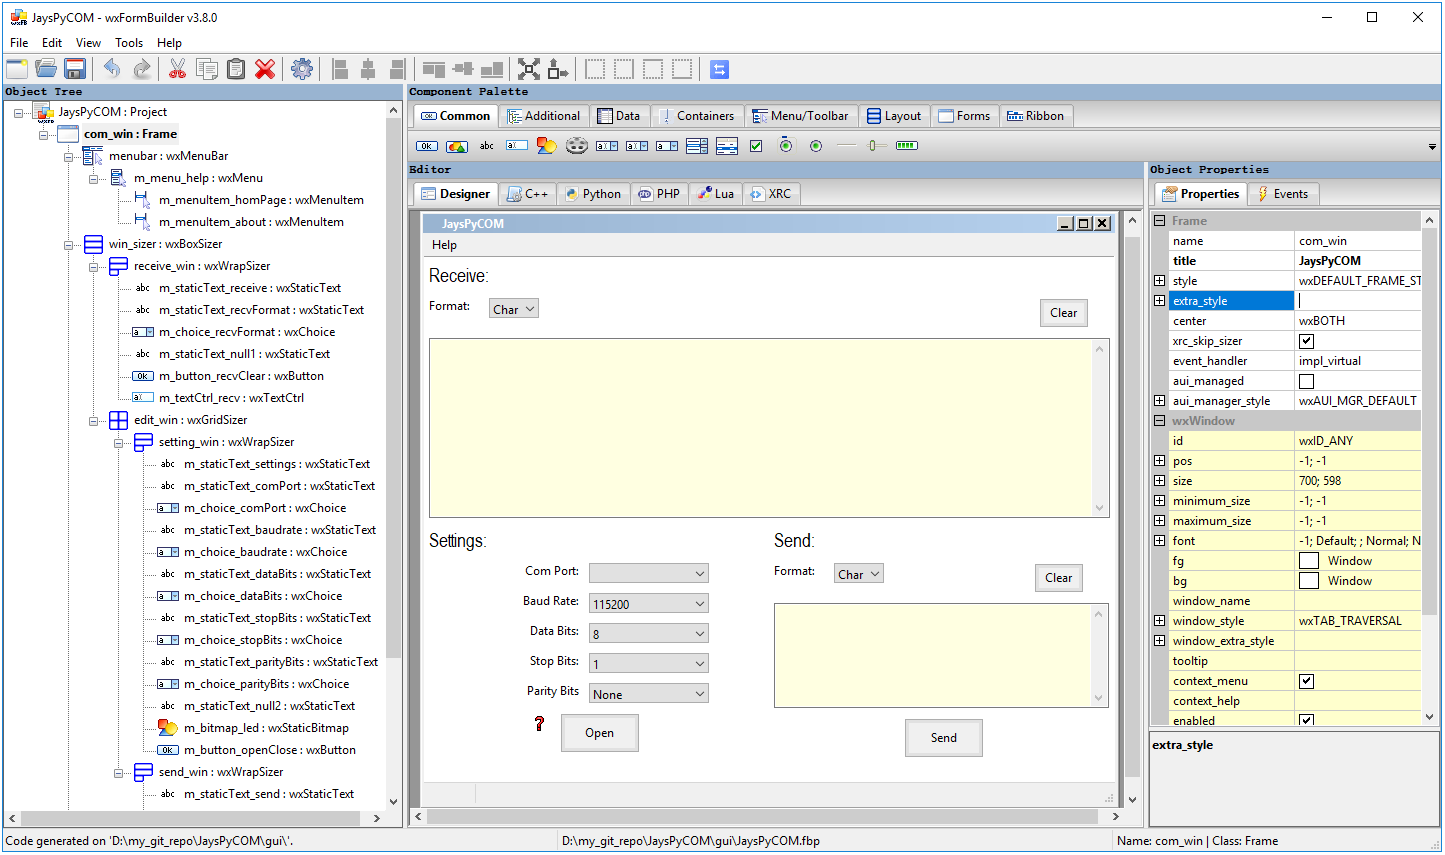 JaysPyCOM - wxFormBuilder v3.8.0
File Edit View Tools Help
Object Tree
JaysPyCOM : Project
com_win : Frame
menubar : wxMenuBar
m_menu_help : wxMenu
m_menuItem_homPage : wxMenuItem
m_menuItem_about : wxMenuItem
win_sizer : wxBoxSizer
receive_win : wxWrapSizer
m_staticText_receive : wxStaticText
m_staticText_recvFormat : wxStaticText
m_choice_recvFormat : wxChoice
m_staticText_null1 : wxStaticText
m_button_recvClear : wxButton
m_textCtrl_recv : wxTextCtrl
edit_win : wxGridSizer
setting_win : wxWrapSizer
m_staticText_settings : wxStaticText
m_staticText_comPort : wxStaticText
m_choice_comPort : wxChoice
m_staticText_baudrate : wxStaticText
m_choice_baudrate : wxChoice
m_staticText_dataBits : wxStaticText
m_choice_dataBits : wxChoice
m_staticText_stopBits : wxStaticText
m_choice_stopBits : wxChoice
m_staticText_parityBits : wxStaticText
m_choice_parityBits : wxChoice
m_staticText_null2 : wxStaticText
m_bitmap_led : wxStaticBitmap
m_button_openClose : wxButton
send_win : wxWrapSizer
m_staticText_send : wxStaticText
Component Palette
Common Additional Data Containers Menu/Toolbar Layout Forms Ribbon
Editor
Designer C++ Python PHP Lua XRC
JaysPyCOM
Help
Receive:
Format: Char Clear
Settings:
Com Port:
Baud Rate: 115200
Data Bits: 8
Stop Bits: 1
Parity Bits None
Open
Send:
Format: Char Clear
Send
Object Properties
Properties Events
Frame
name com_win
title JaysPyCOM
style wxDEFAULT_FRAME_ST
extra_style
center wxBOTH
xrc_skip_sizer
event_handler impl_virtual
aui_managed
aui_manager_style wxAUI_MGR_DEFAULT
wxWindow
id wxID_ANY
pos -1; -1
size 700; 598
minimum_size -1; -1
maximum_size -1; -1
font -1; Default; ; Normal; N
fg Window
bg Window
window_name
window_style wxTAB_TRAVERSAL
window_extra_style
tooltip
context_menu
context_help
enabled
extra_style
Code generated on 'D:\my_git_repo\JaysPyCOM\gui\'.
D:\my_git_repo\JaysPyCOM\gui\JaysPyCOM.fbp
Name: com_win | Class: Frame